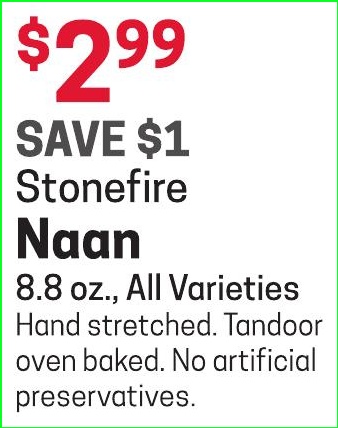 $2.99
SAVE $1
Stonefire
Naan
8.8 oz., All Varieties
Hand stretched. Tandoor
oven baked. No artificial
preservatives.